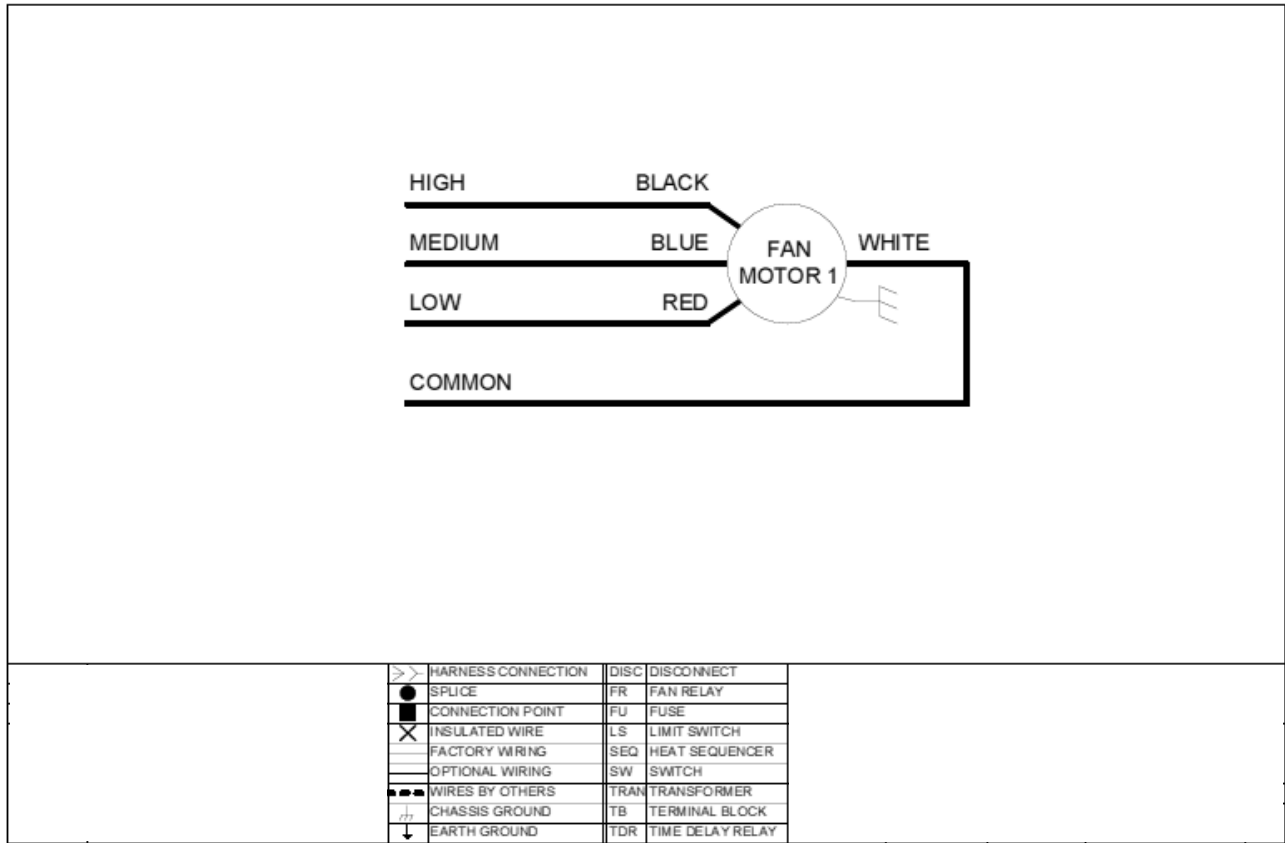 HIGH BLACK
MEDIUM BLUE
FAN
MOTOR 1
WHITE
LOW RED
COMMON
HARNESS CONNECTION DISC DISCONNECT
SPLICE FR FAN RELAY
CONNECTION POINT FU FUSE
INSULATED WIRE LS LIMIT SWITCH
FACTORY WIRING SEQ HEAT SEQUENCER
OPTIONAL WIRING SW SWITCH
WIRES BY OTHERS TRAN TRANSFORMER
CHASSIS GROUND TB TERMINAL BLOCK
EARTH GROUND TDR TIME DELAY RELAY